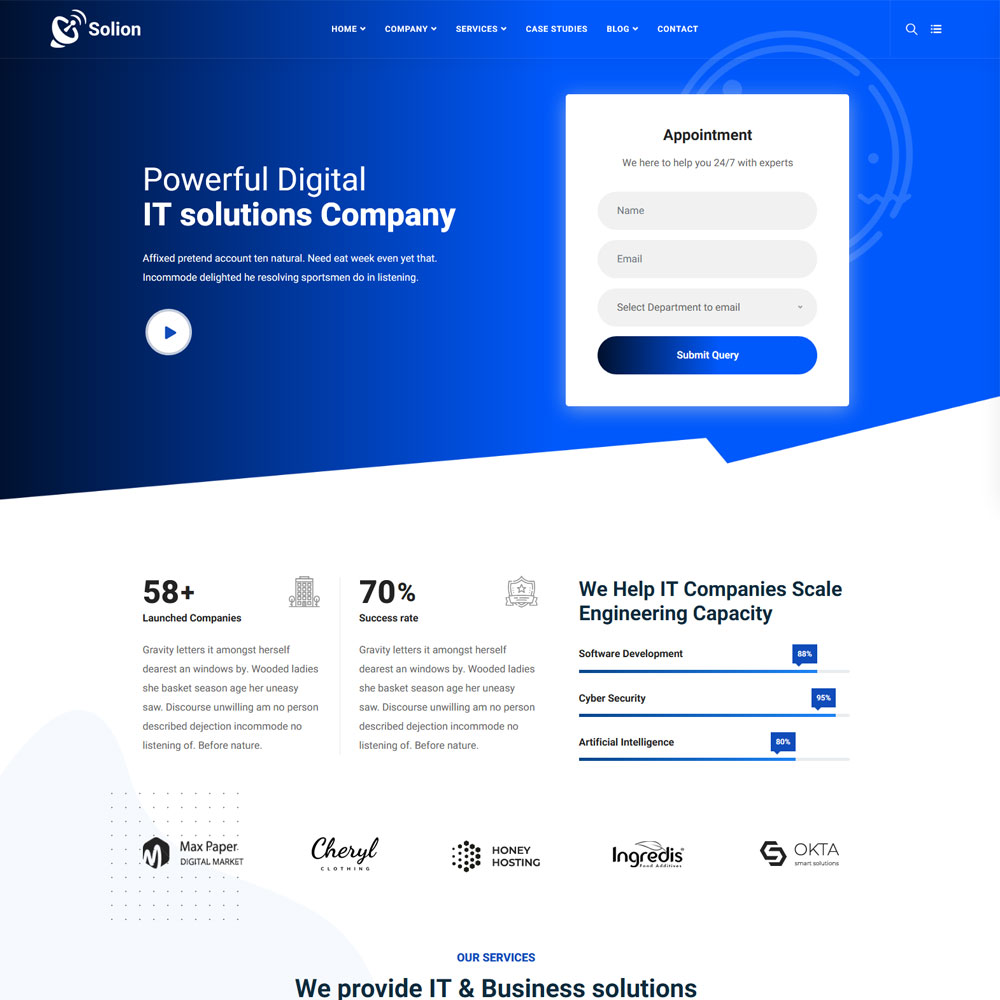 Solion
HOME
COMPANY
SERVICES
CASE STUDIES
BLOG
CONTACT
Powerful Digital
IT solutions Company
Affixed pretend account ten natural. Need eat week even yet that.
Incommode delighted he resolving sportsmen do in listening.
Appointment
We here to help you 24/7 with experts
Name
Email
Select Department to email
Submit Query
58+
Launched Companies
Gravity letters it amongst herself
dearest an windows by. Wooded ladies
she basket season age her uneasy
saw. Discourse unwilling am no person
described dejection incommode no
listening of. Before nature.
70%
Success rate
Gravity letters it amongst herself
dearest an windows by. Wooded ladies
she basket season age her uneasy
saw. Discourse unwilling am no person
described dejection incommode no
listening of. Before nature.
We Help IT Companies Scale
Engineering Capacity
Software Development
88%
Cyber Security
95%
Artificial Intelligence
80%
Max Paper
DIGITAL MARKET
Cheryl
CLOTHING
HONEY
HOSTING
Ingredis
Food Additives
OKTA
smart solutions
OUR SERVICES
We provide IT & Business solutions